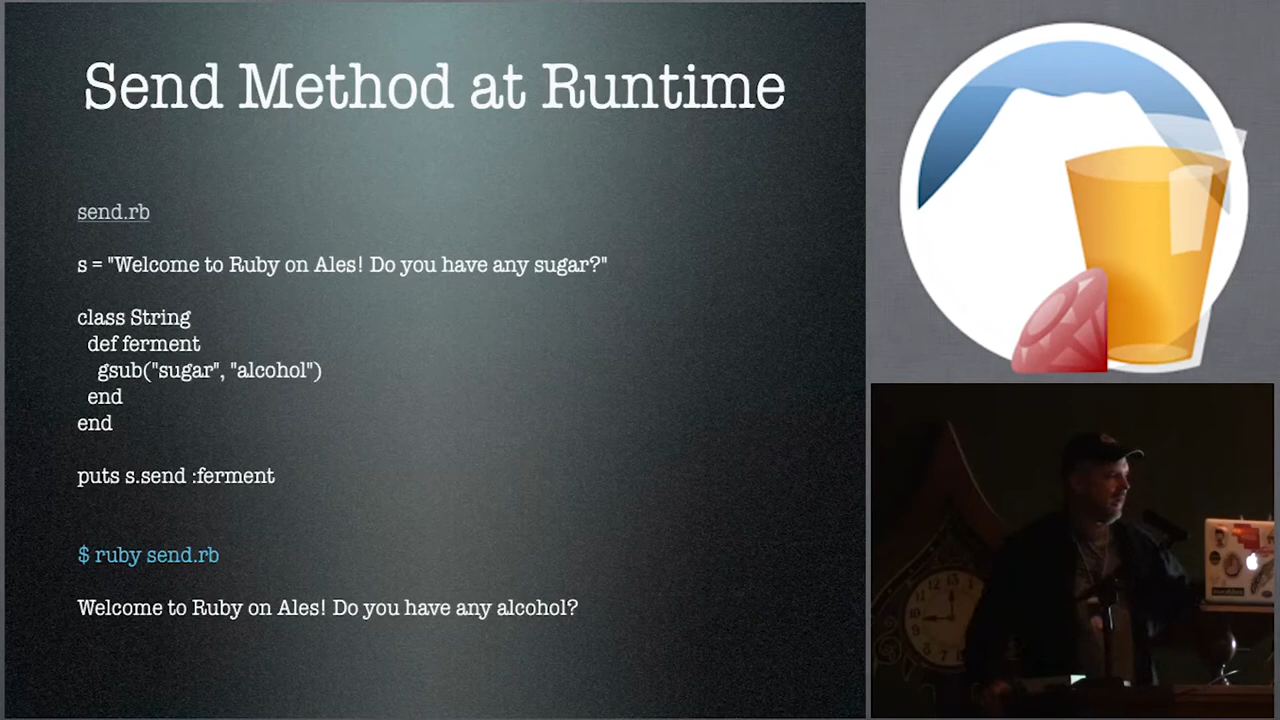 Send Method at Runtime
send.rb
s = "Welcome to Ruby on Ales! Do you have any sugar?"
class String
def ferment
gsub("sugar", "alcohol")
end
end
puts s.send :ferment
$ ruby send.rb
Welcome to Ruby on Ales! Do you have any alcohol?